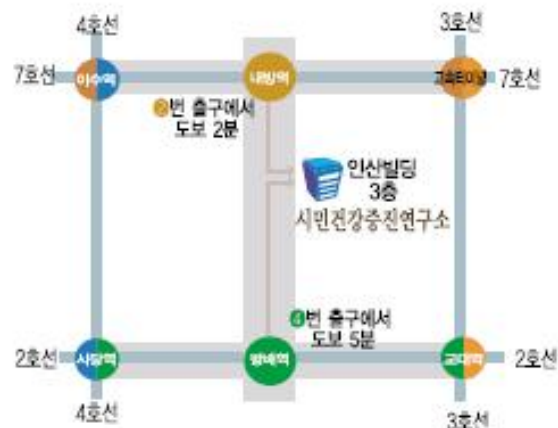 4호선
3호선
7호선
이수역
내방역
고속터미널
7호선
2번 출구에서
도보 2분
인산빌딩
3층
시민건강증진연구소
4번 출구에서
도보 5분
2호선
사당역
방배역
교대역
2호선
4호선
3호선